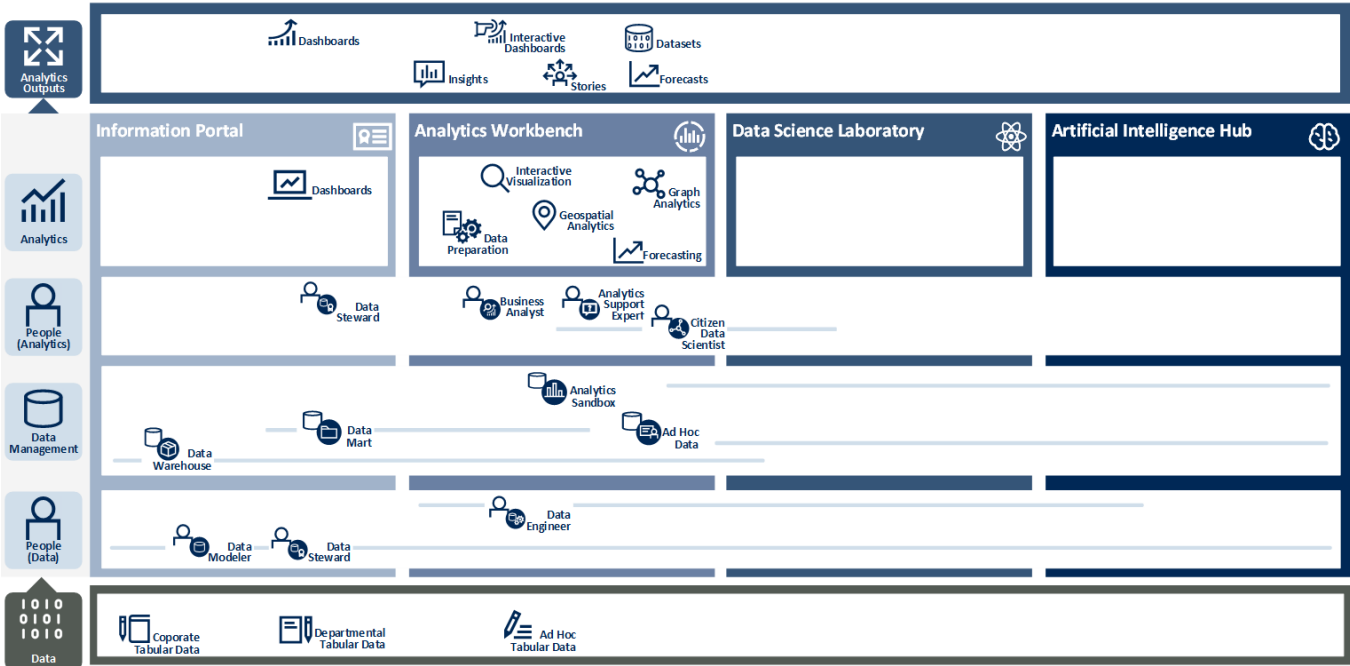 Analytics
Outputs
Dashboards
Interactive
Dashboards
Datasets
Insights
Stories
Forecasts
Information Portal
Analytics Workbench
Data Science Laboratory
Artificial Intelligence Hub
Analytics
Dashboards
Interactive
Visualization
Graph
Analytics
Geospatial
Analytics
Data
Preparation
Forecasting
People
(Analytics)
Data
Steward
Business
Analyst
Analytics
Support
Expert
Citizen
Data
Scientist
Data
Management
Analytics
Sandbox
Data
Mart
Ad Hoc
Data
Data
Warehouse
People
(Data)
Data
Engineer
Data
Modeler
Data
Steward
1010
0101
1010
Data
Coporate
Tabular Data
Departmental
Tabular Data
Ad Hoc
Tabular Data